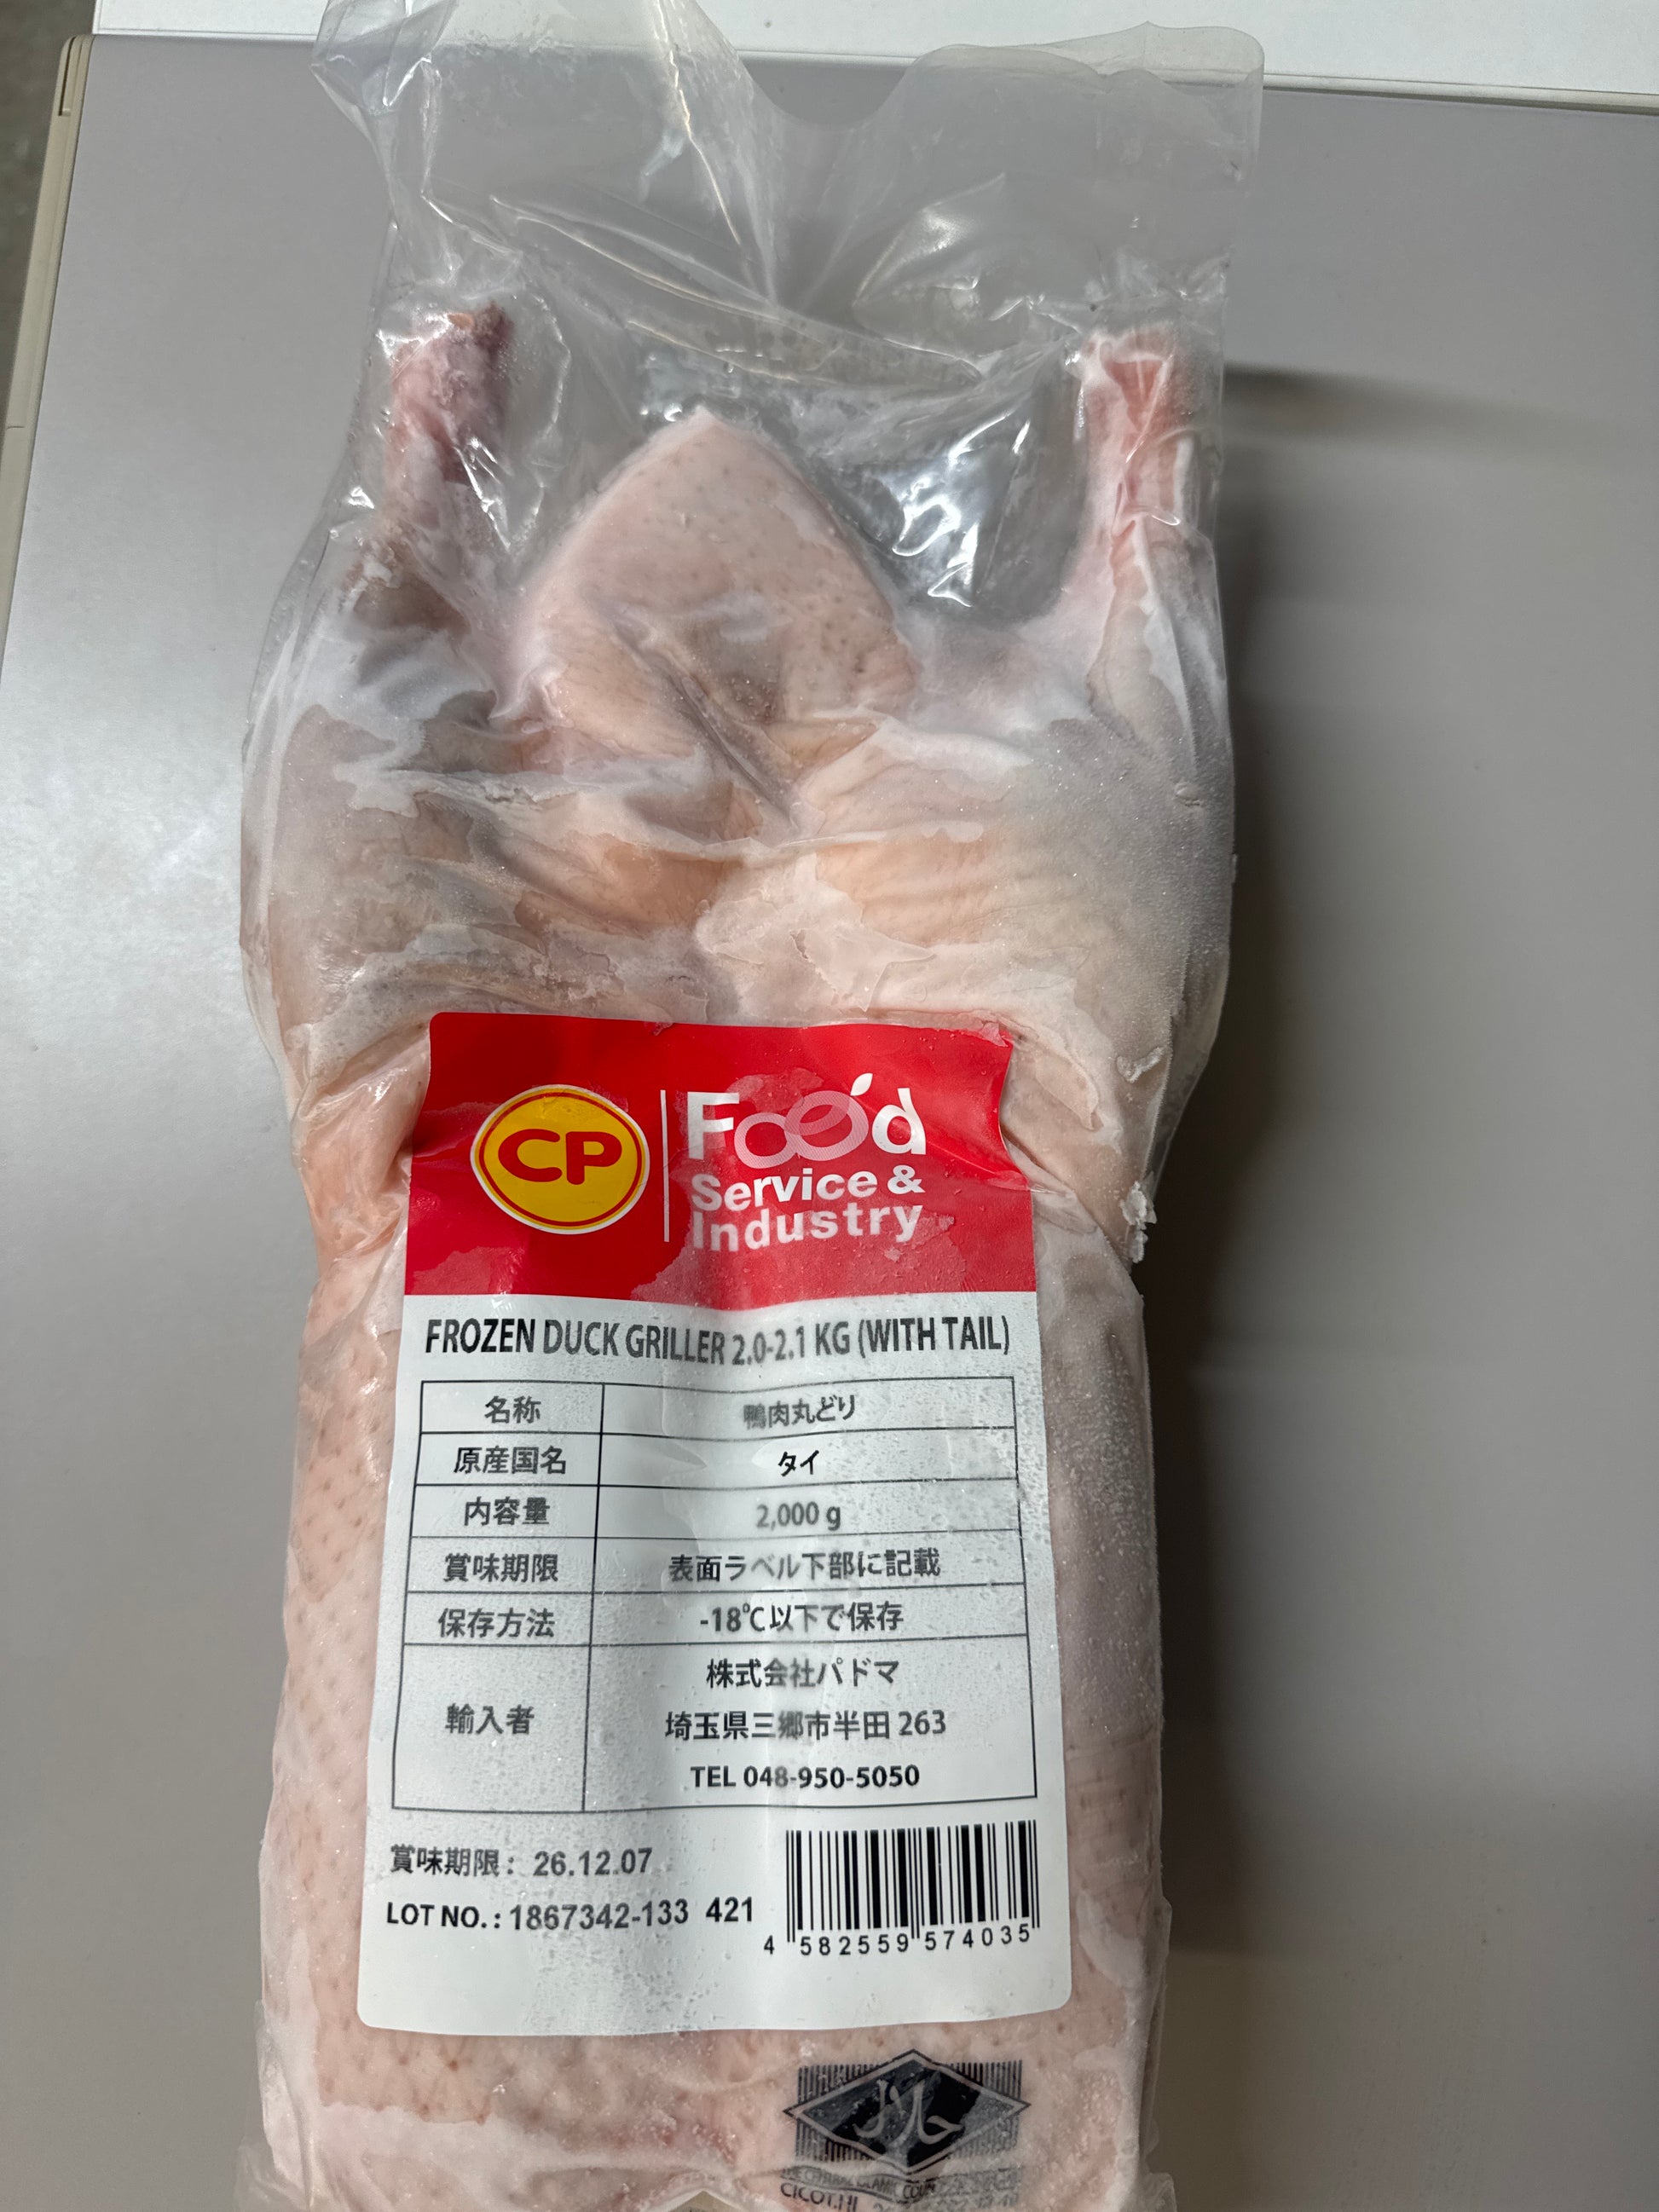 CP
Food
Service &
Industry
FROZEN DUCK GRILLER 2.0-2.1 KG (WITH TAIL)
名称 鴨肉丸どり
原産国名 タイ
内容量 2,000 g
賞味期限 表面ラベル下部に記載
保存方法 -18℃以下で保存
輸入者 株式会社パドマ
埼玉県三郷市半田 263
TEL 048-950-5050
賞味期限: 26.12.07
LOT NO.: 1867342-133 421
4 582559 574035